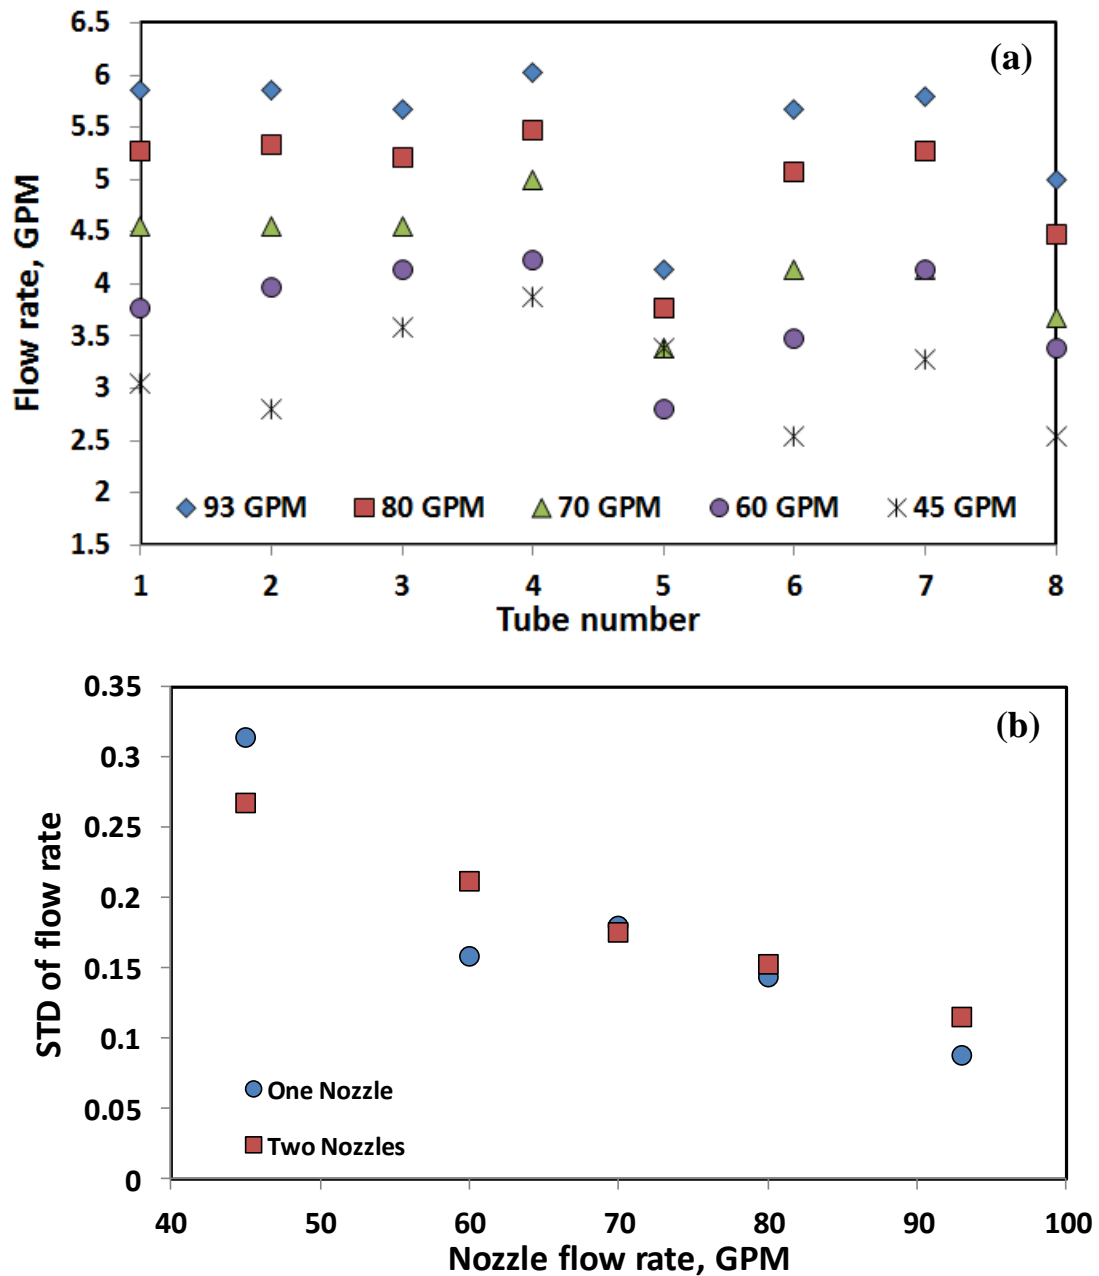 (a)
6.5
6
5.5
5
4.5
4
3.5
3
2.5
2
1.5
Flow rate, GPM
93 GPM 80 GPM 70 GPM 60 GPM 45 GPM
1 2 3 4 5 6 7 8
Tube number
(b)
0.35
0.3
0.25
0.2
0.15
0.1
0.05
0
STD of flow rate
One Nozzle
Two Nozzles
40 50 60 70 80 90 100
Nozzle flow rate, GPM